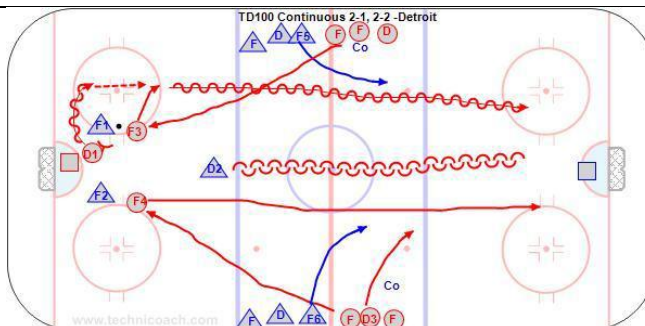 TD100 Continuous 2-1, 2-2 -Detroit
F D F5 F F D
Co
F1 F3
D1
D2
F2 F4
Co
F D F6 F D3 F
www.technicoach.com